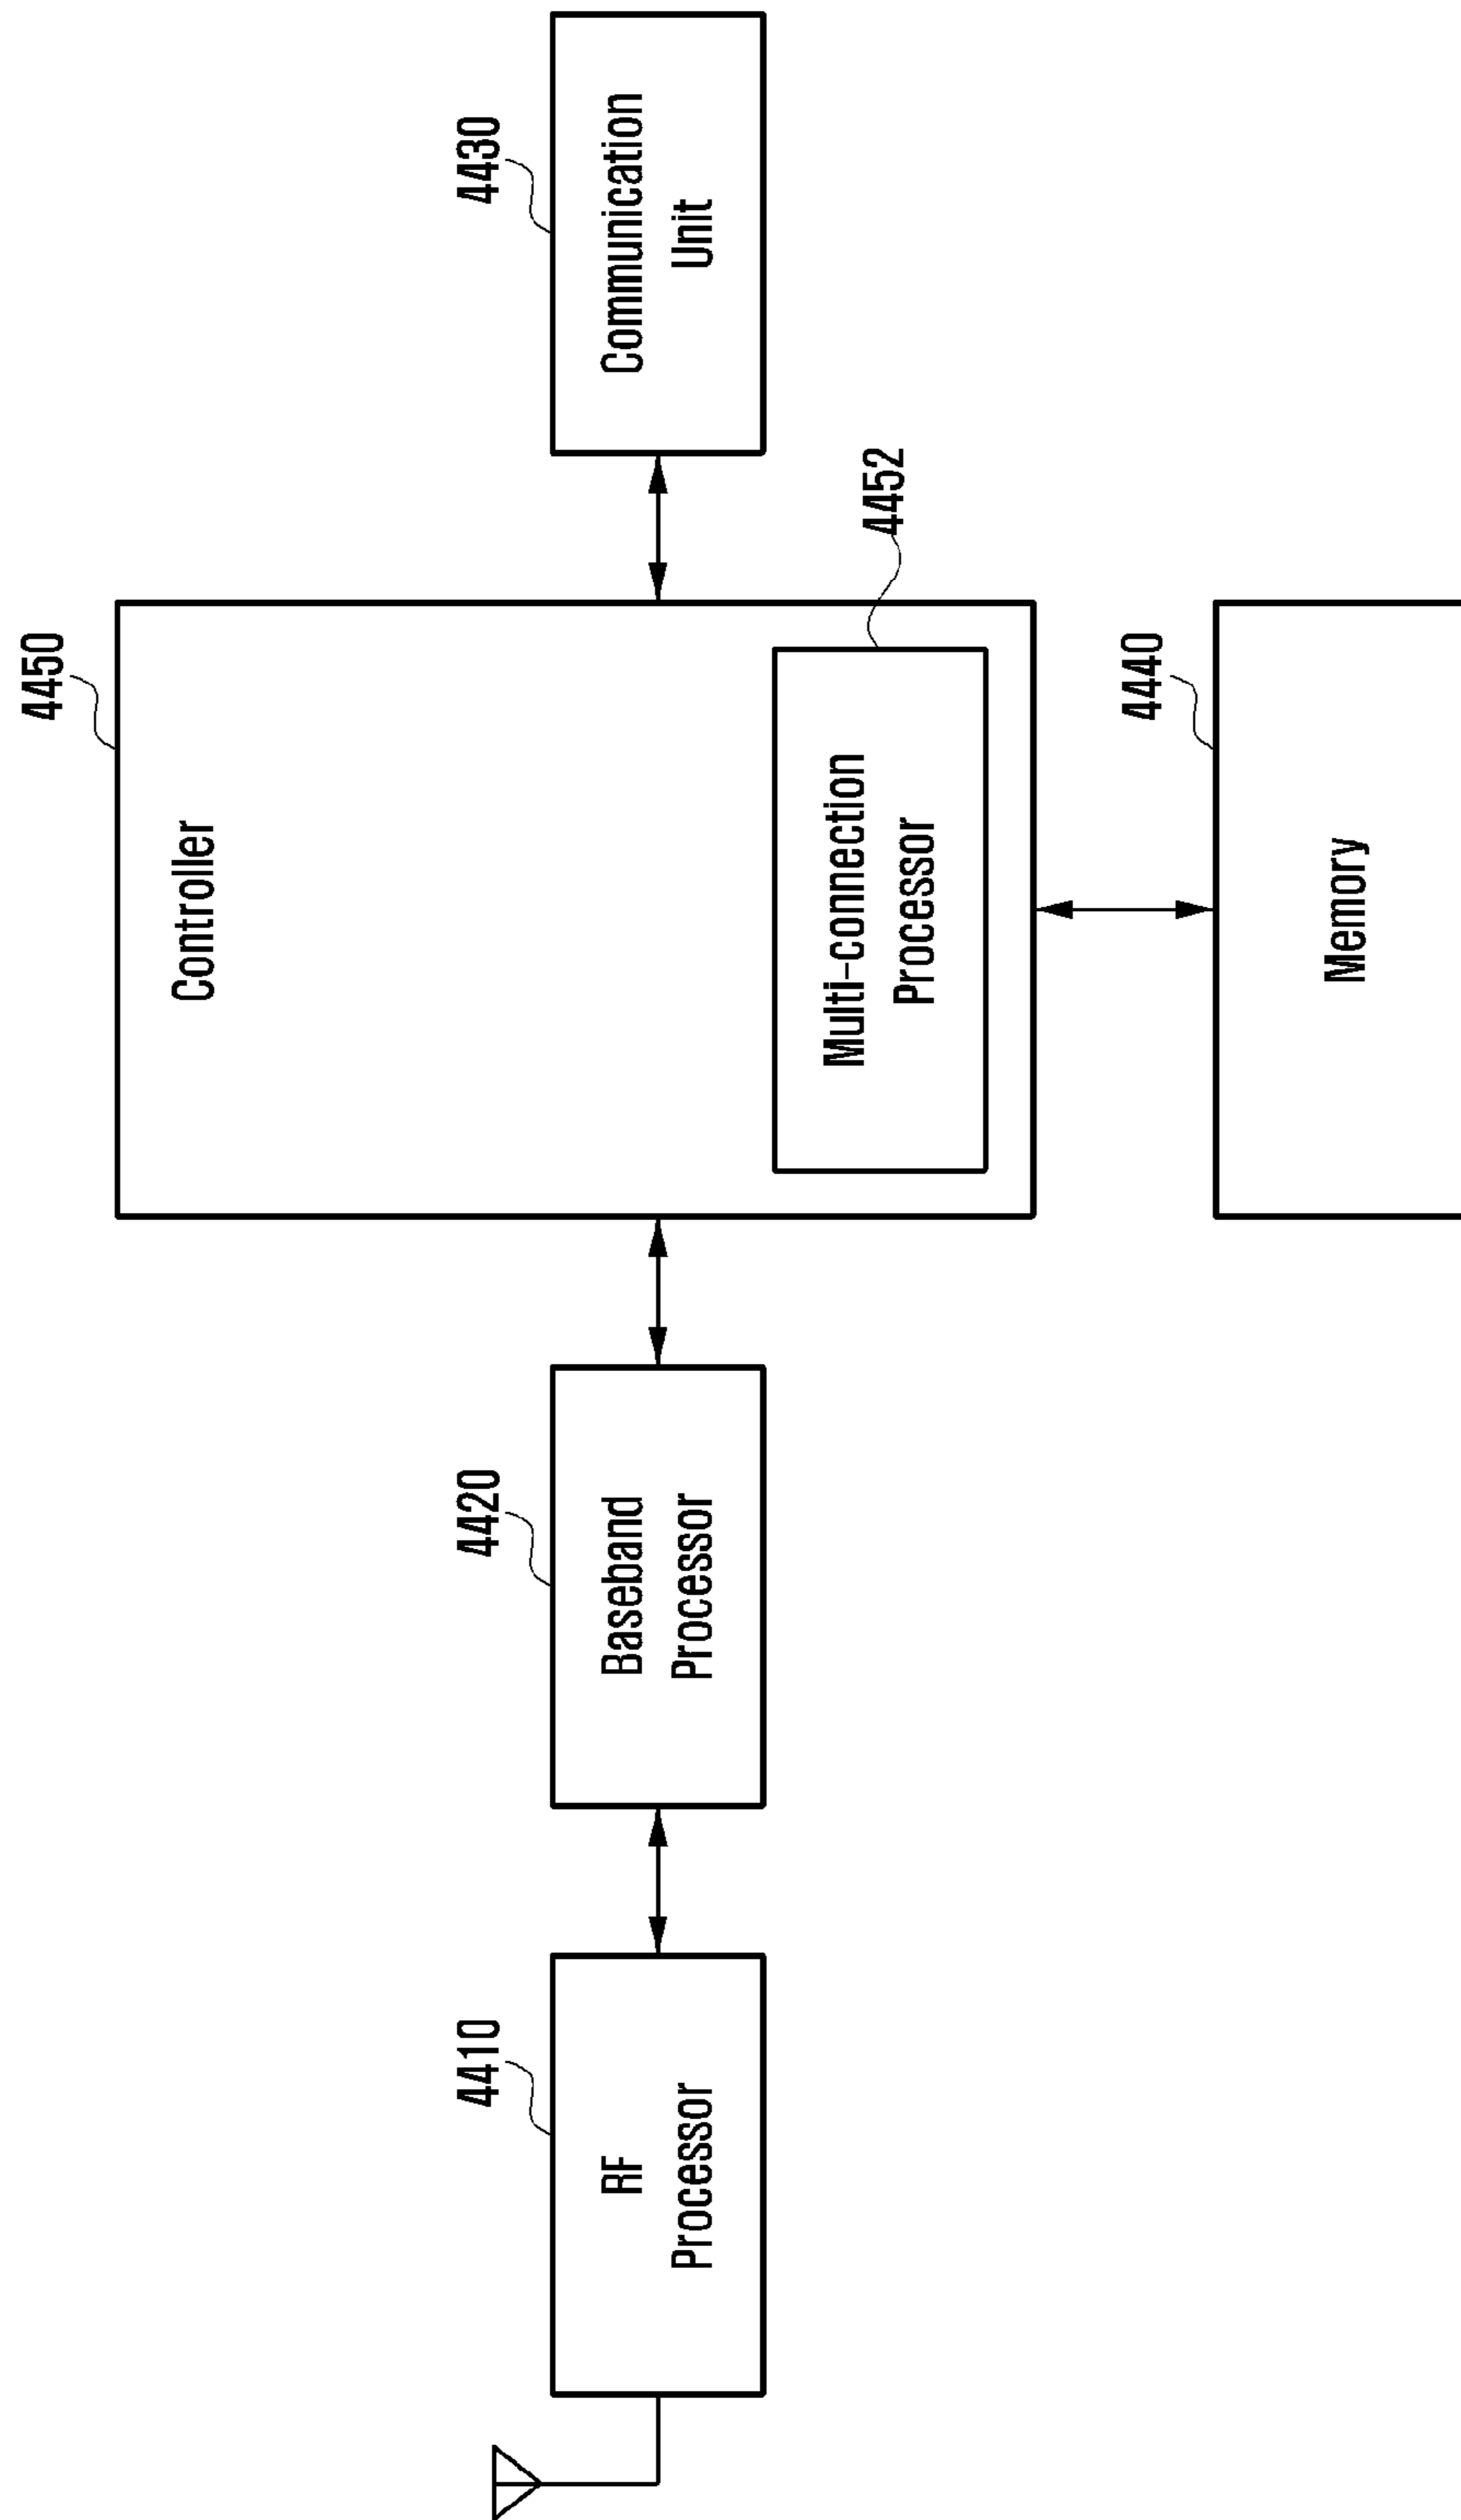 4450
Controller
4410
4420
4430
RF
Processor
Baseband
Processor
Communication
Unit
Multi-connection
Processor
4452
4440
Memory